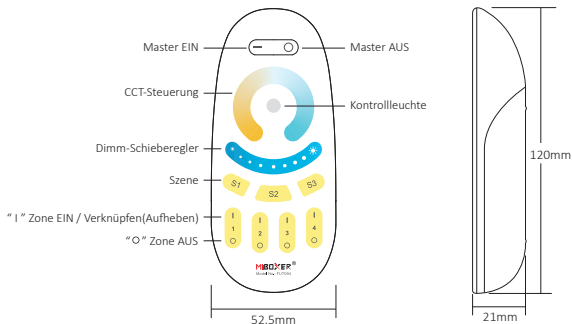 Master EIN
Master AUS
CCT-Steuerung
Kontrollleuchte
Dimm-Schieberegler
Szene
S1
S2
S3
" I " Zone EIN / Verknüpfen(Aufheben)
"O" Zone AUS
I I I I
1 2 3 4
MiBOXER®
120mm
52.5mm
21mm